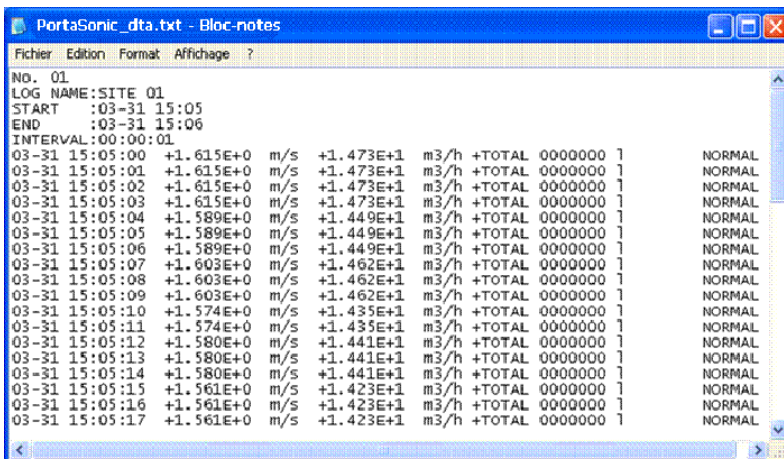 PortaSonic_dta.txt - Bloc-notes
Fichier Edition Format Affichage ?
NO. 01
LOG NAME:SITE 01
START :03-31 15:05
END :03-31 15:06
INTERVAL:00:00:01
03-31 15:05:00 +1.615E+0 m/s +1.473E+1 m3/h +TOTAL 0000000 l NORMAL
03-31 15:05:01 +1.615E+0 m/s +1.473E+1 m3/h +TOTAL 0000000 l NORMAL
03-31 15:05:02 +1.615E+0 m/s +1.473E+1 m3/h +TOTAL 0000000 l NORMAL
03-31 15:05:03 +1.615E+0 m/s +1.473E+1 m3/h +TOTAL 0000000 l NORMAL
03-31 15:05:04 +1.589E+0 m/s +1.449E+1 m3/h +TOTAL 0000000 l NORMAL
03-31 15:05:05 +1.589E+0 m/s +1.449E+1 m3/h +TOTAL 0000000 l NORMAL
03-31 15:05:06 +1.589E+0 m/s +1.449E+1 m3/h +TOTAL 0000000 l NORMAL
03-31 15:05:07 +1.603E+0 m/s +1.462E+1 m3/h +TOTAL 0000000 l NORMAL
03-31 15:05:08 +1.603E+0 m/s +1.462E+1 m3/h +TOTAL 0000000 l NORMAL
03-31 15:05:09 +1.603E+0 m/s +1.462E+1 m3/h +TOTAL 0000000 l NORMAL
03-31 15:05:10 +1.574E+0 m/s +1.435E+1 m3/h +TOTAL 0000000 l NORMAL
03-31 15:05:11 +1.574E+0 m/s +1.435E+1 m3/h +TOTAL 0000000 l NORMAL
03-31 15:05:12 +1.580E+0 m/s +1.441E+1 m3/h +TOTAL 0000000 l NORMAL
03-31 15:05:13 +1.580E+0 m/s +1.441E+1 m3/h +TOTAL 0000000 l NORMAL
03-31 15:05:14 +1.580E+0 m/s +1.441E+1 m3/h +TOTAL 0000000 l NORMAL
03-31 15:05:15 +1.561E+0 m/s +1.423E+1 m3/h +TOTAL 0000000 l NORMAL
03-31 15:05:16 +1.561E+0 m/s +1.423E+1 m3/h +TOTAL 0000000 l NORMAL
03-31 15:05:17 +1.561E+0 m/s +1.423E+1 m3/h +TOTAL 0000000 l NORMAL